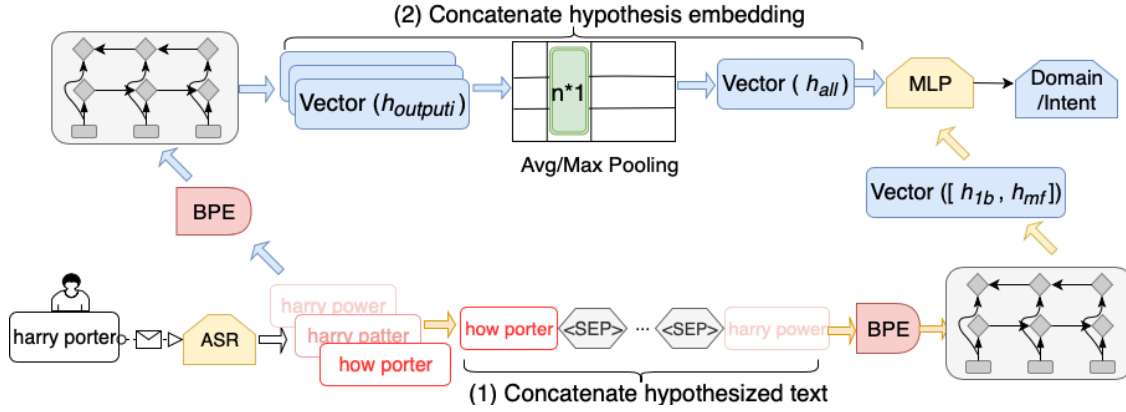 (2) Concatenate hypothesis embedding
Vector (h_outputi)
n*1
Avg/Max Pooling
Vector ( h_all)
MLP
Domain
/Intent
Vector ([ h_1b , h_mf ])
BPE
harry porter
ASR
harry power
harry patter
how porter
how porter
<SEP>
...
<SEP>
harry power
BPE
(1) Concatenate hypothesized text